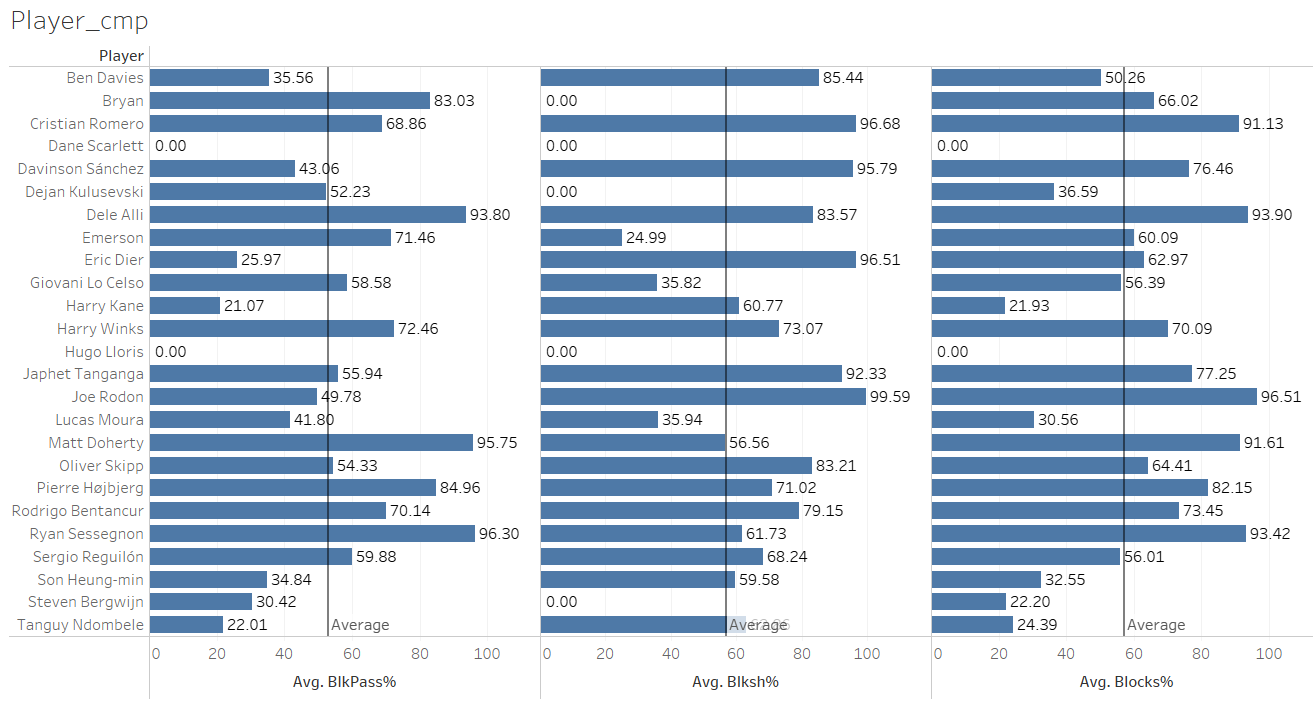 Player_cmp
Player
Ben Davies 35.56 85.44 50.26
Bryan 83.03 0.00 66.02
Cristian Romero 68.86 96.68 91.13
Dane Scarlett 0.00 0.00 0.00
Davinson Sánchez 43.06 95.79 76.46
Dejan Kulusevski 52.23 0.00 36.59
Dele Alli 93.80 83.57 93.90
Emerson 71.46 24.99 60.09
Eric Dier 25.97 96.51 62.97
Giovani Lo Celso 58.58 35.82 56.39
Harry Kane 21.07 60.77 21.93
Harry Winks 72.46 73.07 70.09
Hugo Lloris 0.00 0.00 0.00
Japhet Tanganga 55.94 92.33 77.25
Joe Rodon 49.78 99.59 96.51
Lucas Moura 41.80 35.94 30.56
Matt Doherty 95.75 56.56 91.61
Oliver Skipp 54.33 83.21 64.41
Pierre Højbjerg 84.96 71.02 82.15
Rodrigo Bentancur 70.14 79.15 73.45
Ryan Sessegnon 96.30 61.73 93.42
Sergio Reguilón 59.88 68.24 56.01
Son Heung-min 34.84 59.58 32.55
Steven Bergwijn 30.42 0.00 22.20
Tanguy Ndombele 22.01 Average Average 24.39 Average
0 20 40 60 80 100 0 20 40 60 80 100 0 20 40 60 80 100
Avg. BlkPass% Avg. Blksh% Avg. Blocks%